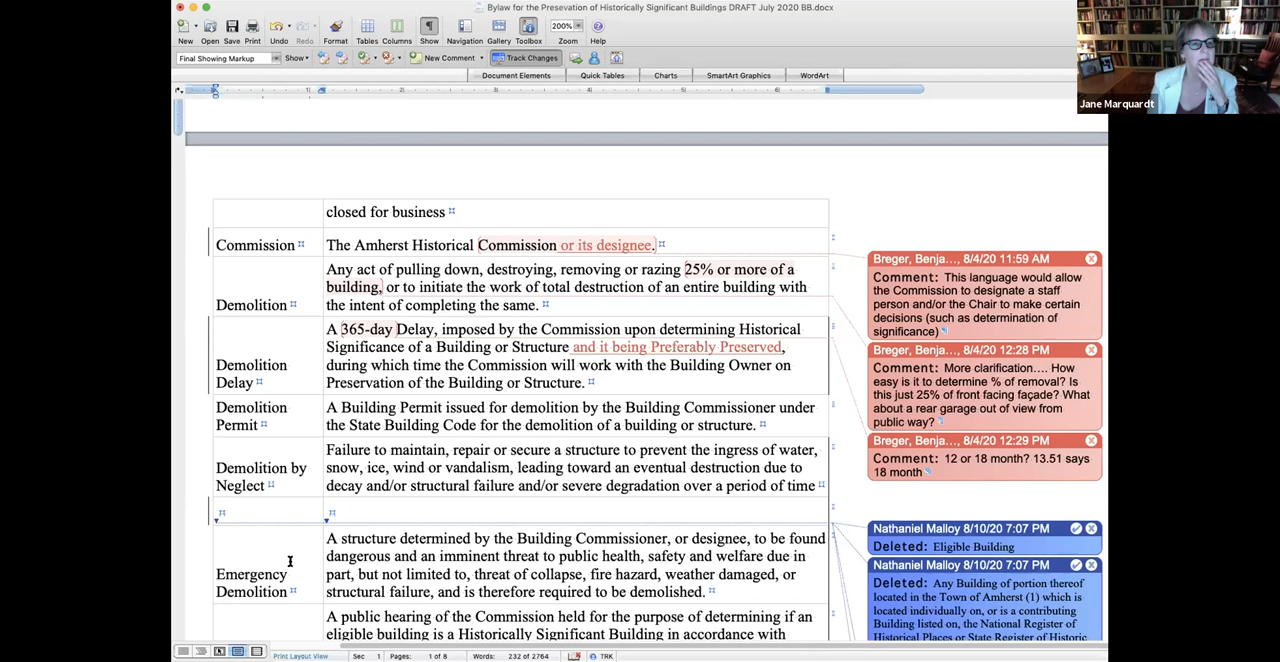 Bylaw for the Presevation of Historically Significant Buildings DRAFT July 2020 BB.docx
200%
New Open Save Print Undo Redo Format Tables Columns Show Navigation Gallery Toolbox Zoom Help
Final Showing Markup Show New Comment Track Changes
Document Elements Quick Tables Charts SmartArt Graphics WordArt
Jane Marquardt
closed for business
Commission The Amherst Historical Commission or its designee.
Any act of pulling down, destroying, removing or razing 25% or more of a
building, or to initiate the work of total destruction of an entire building with
Demolition the intent of completing the same.
A 365-day Delay, imposed by the Commission upon determining Historical
Significance of a Building or Structure and it being Preferably Preserved,
Demolition during which time the Commission will work with the Building Owner on
Delay Preservation of the Building or Structure.
Demolition A Building Permit issued for demolition by the Building Commissioner under
Permit the State Building Code for the demolition of a building or structure.
Failure to maintain, repair or secure a structure to prevent the ingress of water,
Demolition by snow, ice, wind or vandalism, leading toward an eventual destruction due to
Neglect decay and/or structural failure and/or severe degradation over a period of time
A structure determined by the Building Commissioner, or designee, to be found
dangerous and an imminent threat to public health, safety and welfare due in
Emergency part, but not limited to, threat of collapse, fire hazard, weather damaged, or
Demolition structural failure, and is therefore required to be demolished.
A public hearing of the Commission held for the purpose of determining if an
eligible building is a Historically Significant Building in accordance with
Breger, Benja..., 8/4/20 11:59 AM
Comment: This language would allow
the Commission to designate a staff
person and/or the Chair to make certain
decisions (such as determination of
significance)
Breger, Benja..., 8/4/20 12:28 PM
Comment: More clarification.... How
easy is it to determine % of removal? Is
this just 25% of front facing façade? What
about a rear garage out of view from
public way?
Breger, Benja..., 8/4/20 12:29 PM
Comment: 12 or 18 month? 13.51 says
18 month
Nathaniel Malloy 8/10/20 7:07 PM
Deleted: Eligible Building
Nathaniel Malloy 8/10/20 7:07 PM
Deleted: Any Building of portion thereof
located in the Town of Amherst (1) which is
located individually on, or is a contributing
Building listed on, the National Register of
Historical Places or State Register of Historic
Print Layout View Sec 1 Pages: 1 of 8 Words: 232 of 2764 TRK